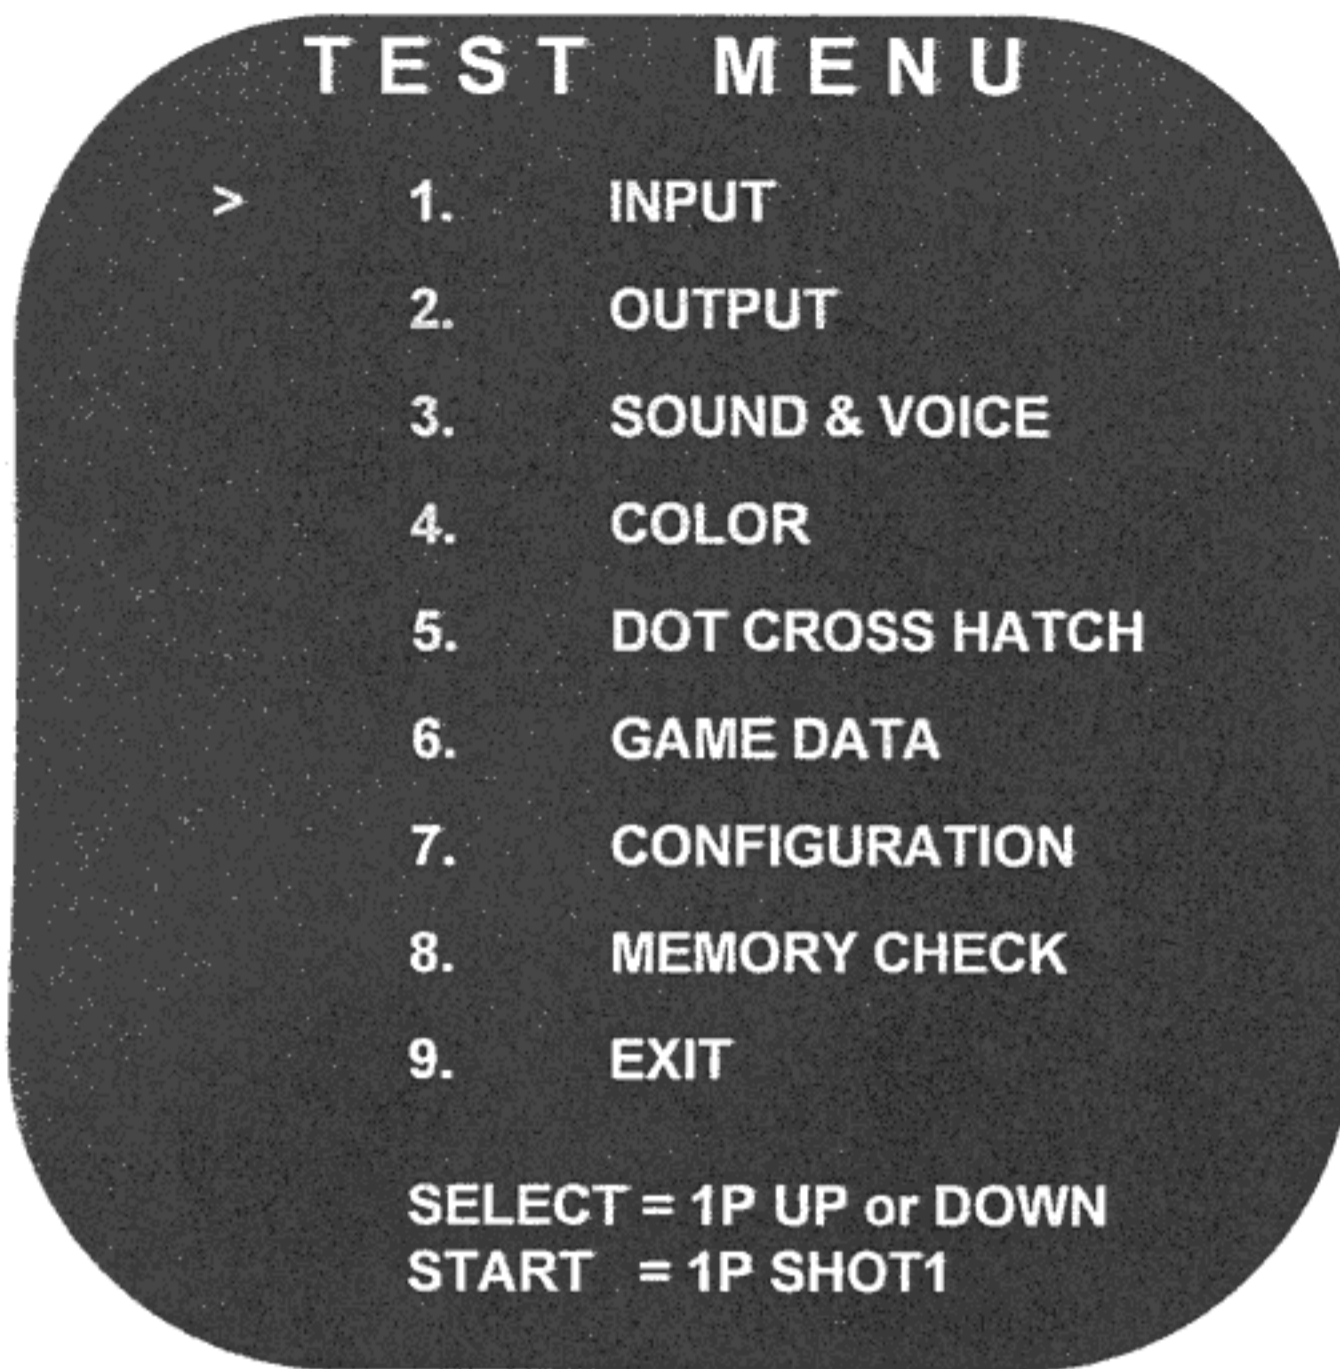 TEST MENU
> 1. INPUT
2. OUTPUT
3. SOUND & VOICE
4. COLOR
5. DOT CROSS HATCH
6. GAME DATA
7. CONFIGURATION
8. MEMORY CHECK
9. EXIT
SELECT = 1P UP or DOWN
START = 1P SHOT1